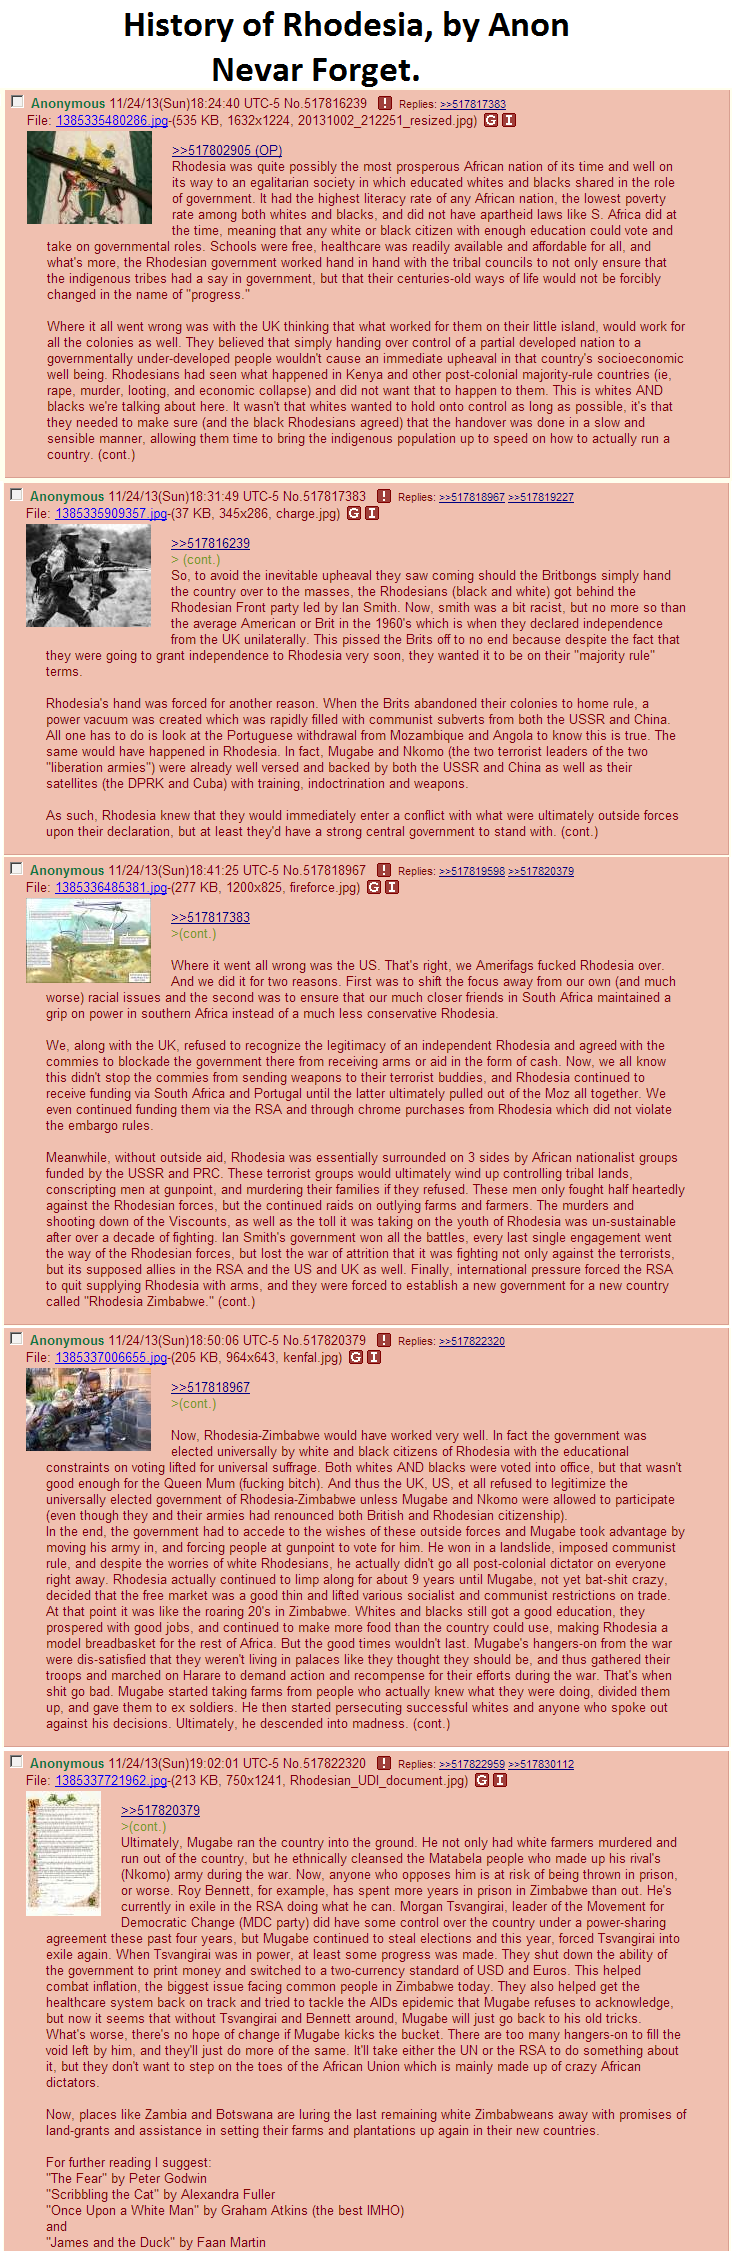 History of Rhodesia, by Anon
Nevar Forget.
Anonymous 11/24/13(Sun)18:24:40 UTC-5 No.517816239 ! Replies: >>517817383
File: 1385335480286.jpg-(535 KB, 1632x1224, 20131002_212251_resized.jpg) G I
>>517802905 (OP)
Rhodesia was quite possibly the most prosperous African nation of its time and well on
its way to an egalitarian society in which educated whites and blacks shared in the role
of government. It had the highest literacy rate of any African nation, the lowest poverty
rate among both whites and blacks, and did not have apartheid laws like S. Africa did at
the time, meaning that any white or black citizen with enough education could vote and
take on governmental roles. Schools were free, healthcare was readily available and affordable for all, and
what's more, the Rhodesian government worked hand in hand with the tribal councils to not only ensure that
the indigenous tribes had a say in government, but that their centuries-old ways of life would not be forcibly
changed in the name of "progress."
Where it all went wrong was with the UK thinking that what worked for them on their little island, would work for
all the colonies as well. They believed that simply handing over control of a partial developed nation to a
governmentally under-developed people wouldn't cause an immediate upheaval in that country's socioeconomic
well being. Rhodesians had seen what happened in Kenya and other post-colonial majority-rule countries (ie,
rape, murder, looting, and economic collapse) and did not want that to happen to them. This is whites AND
blacks we're talking about here. It wasn't that whites wanted to hold onto control as long as possible, it's that
they needed to make sure (and the black Rhodesians agreed) that the handover was done in a slow and
sensible manner, allowing them time to bring the indigenous population up to speed on how to actually run a
country. (cont.)
Anonymous 11/24/13(Sun)18:31:49 UTC-5 No.517817383 ! Replies: >>517818967 >>517819227
File: 1385335909357.jpg-(37 KB, 345x286, charge.jpg) G I
>>517816239
> (cont.)
So, to avoid the inevitable upheaval they saw coming should the Britbongs simply hand
the country over to the masses, the Rhodesians (black and white) got behind the
Rhodesian Front party led by Ian Smith. Now, smith was a bit racist, but no more so than
the average American or Brit in the 1960's which is when they declared independence
from the UK unilaterally. This pissed the Brits off to no end because despite the fact that
they were going to grant independence to Rhodesia very soon, they wanted it to be on their "majority rule"
terms.
Rhodesia's hand was forced for another reason. When the Brits abandoned their colonies to home rule, a
power vacuum was created which was rapidly filled with communist subverts from both the USSR and China.
All one has to do is look at the Portuguese withdrawal from Mozambique and Angola to know this is true. The
same would have happened in Rhodesia. In fact, Mugabe and Nkomo (the two terrorist leaders of the two
"liberation armies") were already well versed and backed by both the USSR and China as well as their
satellites (the DPRK and Cuba) with training, indoctrination and weapons.
As such, Rhodesia knew that they would immediately enter a conflict with what were ultimately outside forces
upon their declaration, but at least they'd have a strong central government to stand with. (cont.)
Anonymous 11/24/13(Sun)18:41:25 UTC-5 No.517818967 ! Replies: >>517819598 >>517820379
File: 1385336485381.jpg-(277 KB, 1200x825, fireforce.jpg) G I
>>517817383
>(cont.)
Where it went all wrong was the US. That's right, we Amerifags fucked Rhodesia over.
And we did it for two reasons. First was to shift the focus away from our own (and much
worse) racial issues and the second was to ensure that our much closer friends in South Africa maintained a
grip on power in southern Africa instead of a much less conservative Rhodesia.
We, along with the UK, refused to recognize the legitimacy of an independent Rhodesia and agreed with the
commies to blockade the government there from receiving arms or aid in the form of cash. Now, we all know
this didn't stop the commies from sending weapons to their terrorist buddies, and Rhodesia continued to
receive funding via South Africa and Portugal until the latter ultimately pulled out of the Moz all together. We
even continued funding them via the RSA and through chrome purchases from Rhodesia which did not violate
the embargo rules.
Meanwhile, without outside aid, Rhodesia was essentially surrounded on 3 sides by African nationalist groups
funded by the USSR and PRC. These terrorist groups would ultimately wind up controlling tribal lands,
conscripting men at gunpoint, and murdering their families if they refused. These men only fought half heartedly
against the Rhodesian forces, but the continued raids on outlying farms and farmers. The murders and
shooting down of the Viscounts, as well as the toll it was taking on the youth of Rhodesia was un-sustainable
after over a decade of fighting. Ian Smith's government won all the battles, every last single engagement went
the way of the Rhodesian forces, but lost the war of attrition that it was fighting not only against the terrorists,
but its supposed allies in the RSA and the US and UK as well. Finally, international pressure forced the RSA
to quit supplying Rhodesia with arms, and they were forced to establish a new government for a new country
called "Rhodesia Zimbabwe." (cont.)
Anonymous 11/24/13(Sun)18:50:06 UTC-5 No.517820379 ! Replies: >>517822320
File: 1385337006655.jpg-(205 KB, 964x643, kenfal.jpg) G I
>>517818967
>(cont.)
Now, Rhodesia-Zimbabwe would have worked very well. In fact the government was
elected universally by white and black citizens of Rhodesia with the educational
constraints on voting lifted for universal suffrage. Both whites AND blacks were voted into office, but that wasn't
good enough for the Queen Mum (fucking bitch). And thus the UK, US, et all refused to legitimize the
universally elected government of Rhodesia-Zimbabwe unless Mugabe and Nkomo were allowed to participate
(even though they and their armies had renounced both British and Rhodesian citizenship).
In the end, the government had to accede to the wishes of these outside forces and Mugabe took advantage by
moving his army in, and forcing people at gunpoint to vote for him. He won in a landslide, imposed communist
rule, and despite the worries of white Rhodesians, he actually didn't go all post-colonial dictator on everyone
right away. Rhodesia actually continued to limp along for about 9 years until Mugabe, not yet bat-shit crazy,
decided that the free market was a good thin and lifted various socialist and communist restrictions on trade.
At that point it was like the roaring 20's in Zimbabwe. Whites and blacks still got a good education, they
prospered with good jobs, and continued to make more food than the country could use, making Rhodesia a
model breadbasket for the rest of Africa. But the good times wouldn't last. Mugabe's hangers-on from the war
were dis-satisfied that they weren't living in palaces like they thought they should be, and thus gathered their
troops and marched on Harare to demand action and recompense for their efforts during the war. That's when
shit go bad. Mugabe started taking farms from people who actually knew what they were doing, divided them
up, and gave them to ex soldiers. He then started persecuting successful whites and anyone who spoke out
against his decisions. Ultimately, he descended into madness. (cont.)
Anonymous 11/24/13(Sun)19:02:01 UTC-5 No.517822320 ! Replies: >>517822959 >>517830112
File: 1385337721962.jpg-(213 KB, 750x1241, Rhodesian_UDI_document.jpg) G I
>>517820379
>(cont.)
Ultimately, Mugabe ran the country into the ground. He not only had white farmers murdered and
run out of the country, but he ethnically cleansed the Matabela people who made up his rival's
(Nkomo) army during the war. Now, anyone who opposes him is at risk of being thrown in prison,
or worse. Roy Bennett, for example, has spent more years in prison in Zimbabwe than out. He's
currently in exile in the RSA doing what he can. Morgan Tsvangirai, leader of the Movement for
Democratic Change (MDC party) did have some control over the country under a power-sharing
agreement these past four years, but Mugabe continued to steal elections and this year, forced Tsvangirai into
exile again. When Tsvangirai was in power, at least some progress was made. They shut down the ability of
the government to print money and switched to a two-currency standard of USD and Euros. This helped
combat inflation, the biggest issue facing common people in Zimbabwe today. They also helped get the
healthcare system back on track and tried to tackle the AIDs epidemic that Mugabe refuses to acknowledge,
but now it seems that without Tsvangirai and Bennett around, Mugabe will just go back to his old tricks.
What's worse, there's no hope of change if Mugabe kicks the bucket. There are too many hangers-on to fill the
void left by him, and they'll just do more of the same. It'll take either the UN or the RSA to do something about
it, but they don't want to step on the toes of the African Union which is mainly made up of crazy African
dictators.
Now, places like Zambia and Botswana are luring the last remaining white Zimbabweans away with promises of
land-grants and assistance in setting their farms and plantations up again in their new countries.
For further reading I suggest:
"The Fear" by Peter Godwin
"Scribbling the Cat" by Alexandra Fuller
"Once Upon a White Man" by Graham Atkins (the best IMHO)
and
"James and the Duck" by Faan Martin